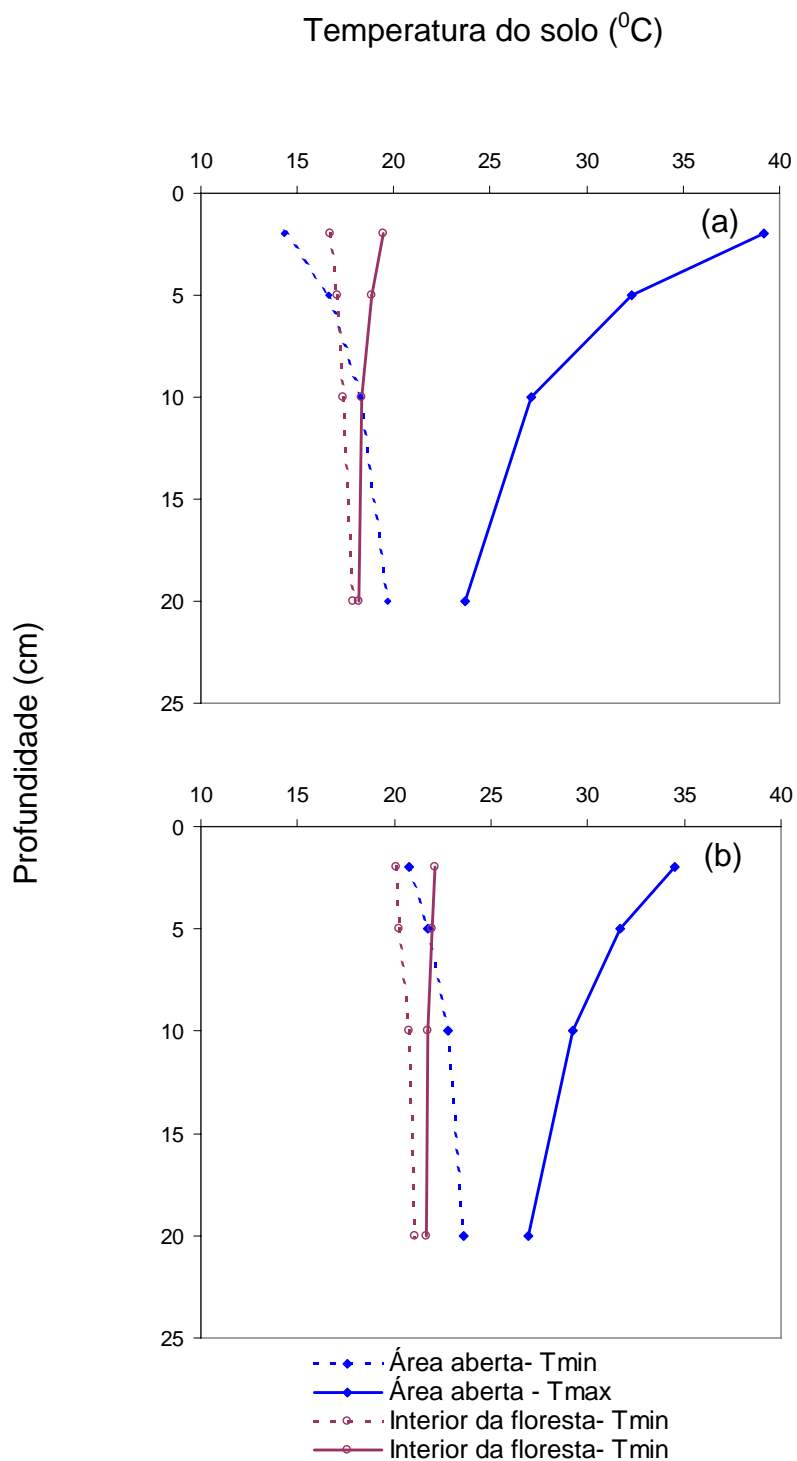 Temperatura do solo (⁰C)
10 15 20 25 30 35 40
0
(a)
5
10
15
20
25
Profundidade (cm)
10 15 20 25 30 35 40
0
(b)
5
10
15
20
25
Área aberta- Tmin
Área aberta - Tmax
Interior da floresta- Tmin
Interior da floresta- Tmin